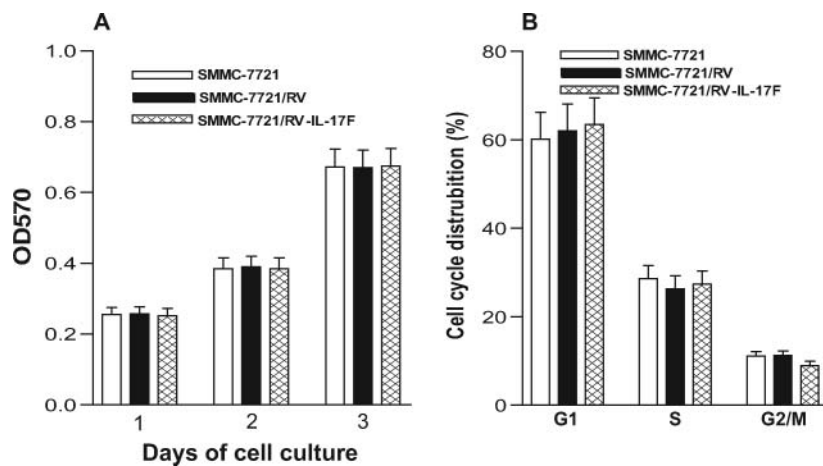 A
1.0
0.8
0.6
0.4
0.2
0.0
OD570
SMMC-7721
SMMC-7721/RV
SMMC-7721/RV-IL-17F
1 2 3
Days of cell culture
B
80
60
40
20
0
Cell cycle distrubition (%)
SMMC-7721
SMMC-7721/RV
SMMC-7721/RV-IL-17F
G1 S G2/M